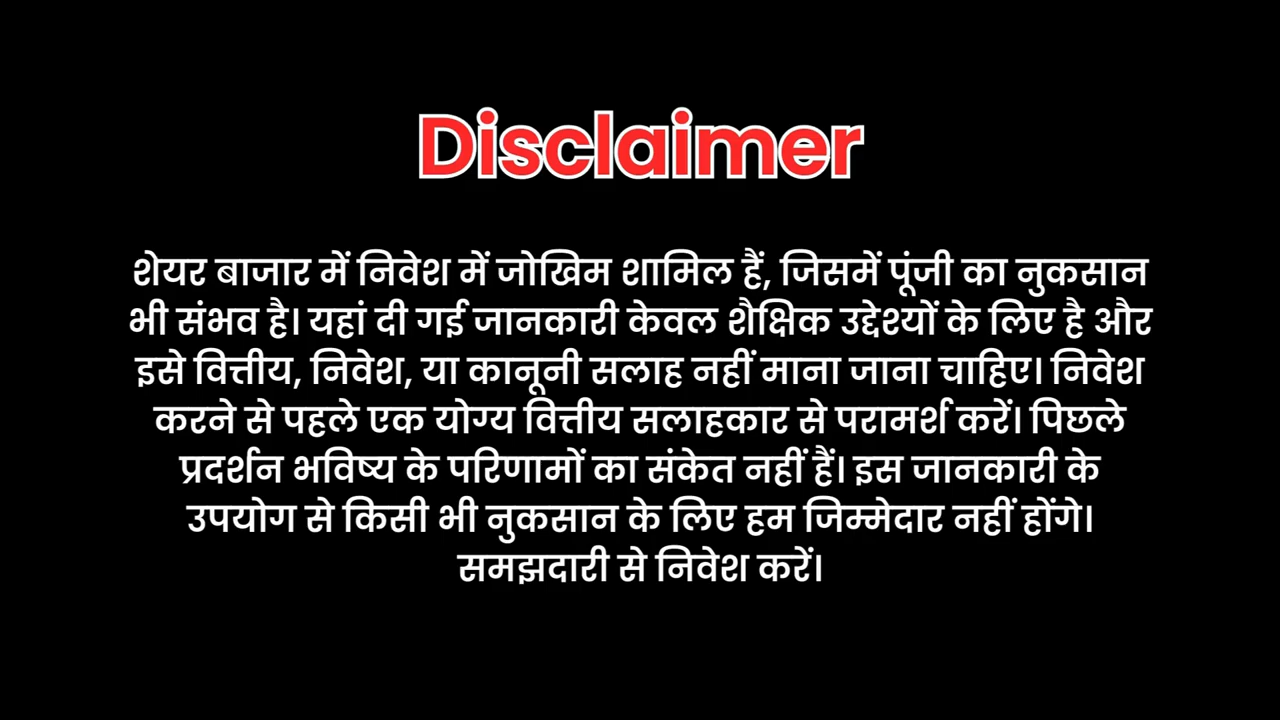 Disclaimer
शेयर बाजार में निवेश में जोखिम शामिल हैं, जिसमें पूंजी का नुकसान
भी संभव है। यहां दी गई जानकारी केवल शैक्षिक उद्देश्यों के लिए है और
इसे वित्तीय, निवेश, या कानूनी सलाह नहीं माना जाना चाहिए। निवेश
करने से पहले एक योग्य वित्तीय सलाहकार से परामर्श करें। पिछले
प्रदर्शन भविष्य के परिणामों का संकेत नहीं हैं। इस जानकारी के
उपयोग से किसी भी नुकसान के लिए हम जिम्मेदार नहीं होंगे।
समझदारी से निवेश करें।